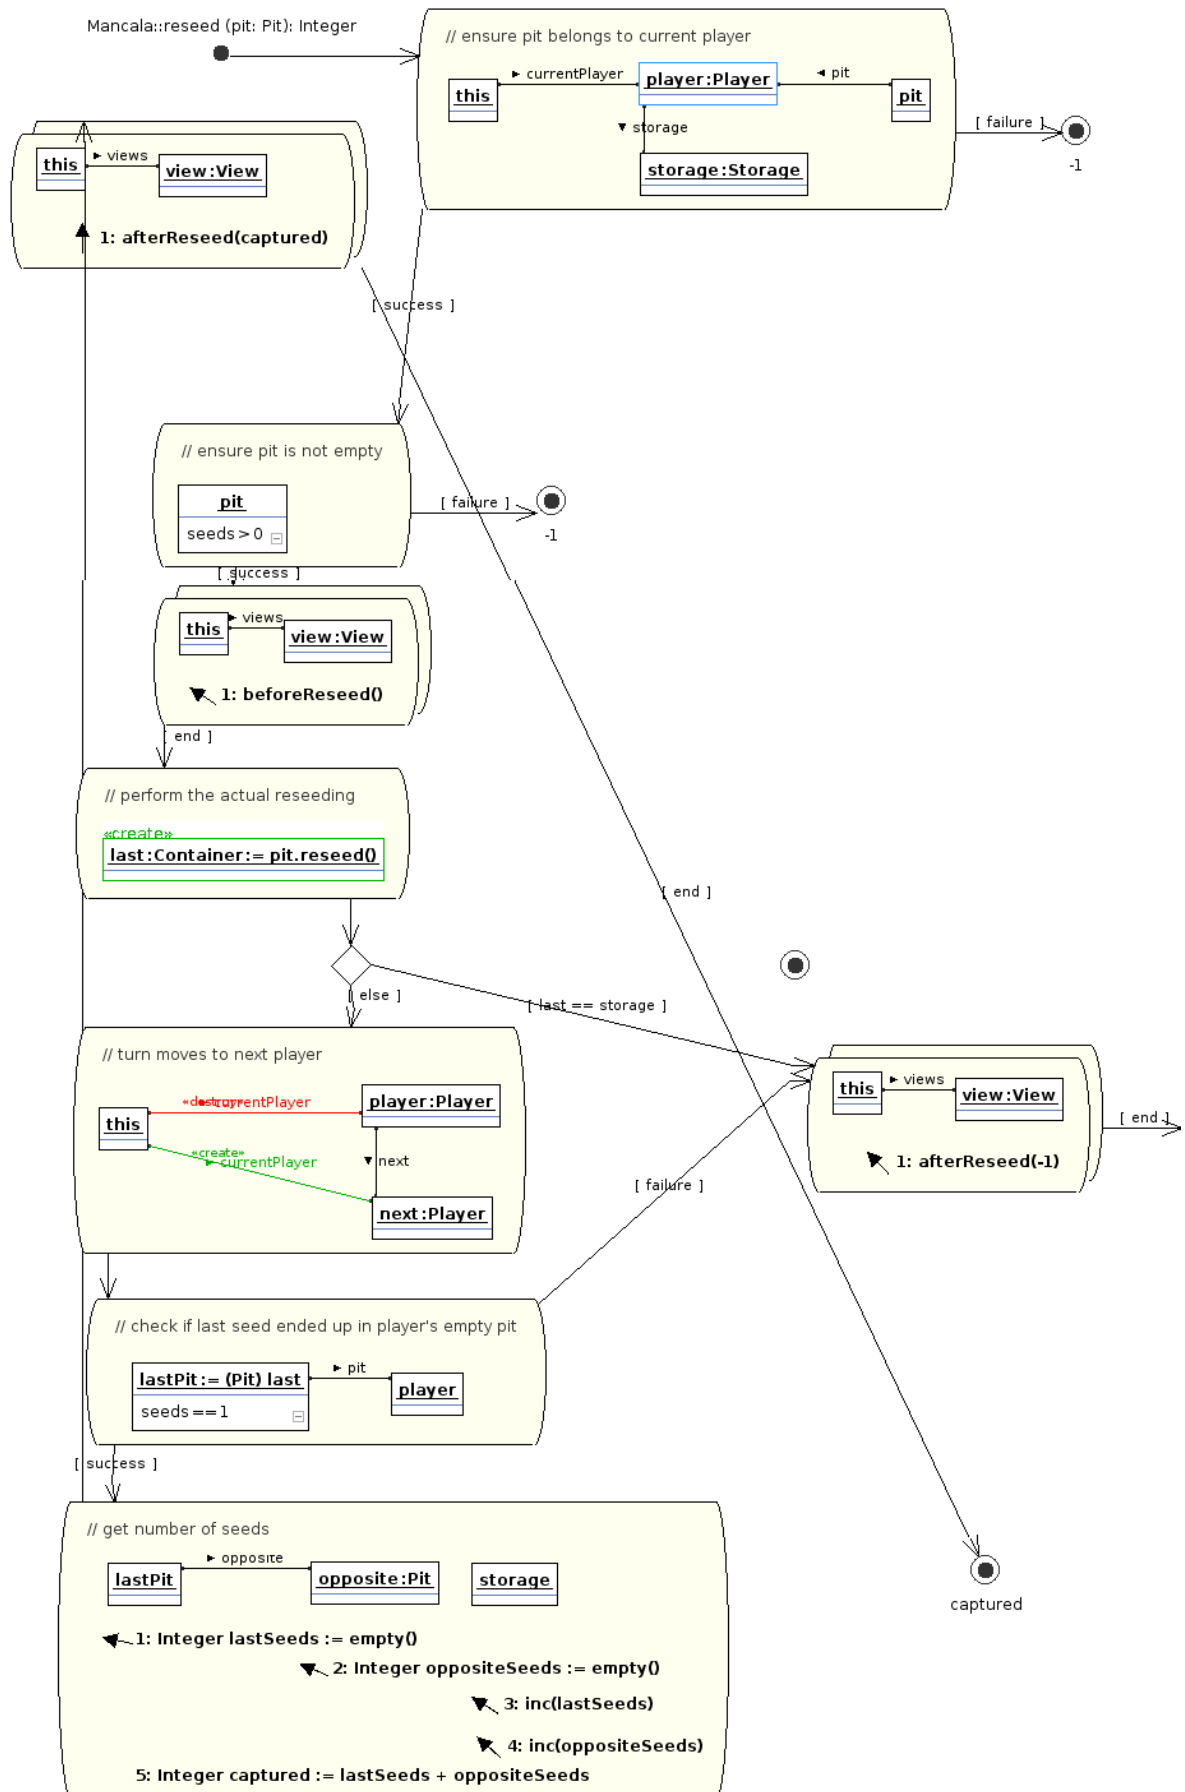 Mancala::reseed (pit: Pit): Integer
// ensure pit belongs to current player
this
► currentPlayer
player:Player
◄ pit
pit
▼ storage
storage:Storage
[ failure ]
-1
this
► views
view:View
1: afterReseed(captured)
[ success ]
// ensure pit is not empty
pit
seeds > 0
[ failure ]
-1
[ success ]
this
► views
view:View
1: beforeReseed()
[ end ]
// perform the actual reseeding
«create»
last:Container:= pit.reseed()
[ end ]
[ else ]
[ last == storage ]
// turn moves to next player
this
«destroy»
► currentPlayer
player:Player
«create»
► currentPlayer
▼ next
next:Player
this
► views
view:View
1: afterReseed(-1)
[ end ]
[ failure ]
// check if last seed ended up in player's empty pit
lastPit:= (Pit) last
seeds == 1
► pit
player
[ success ]
// get number of seeds
lastPit
► opposite
opposite:Pit
storage
captured
1: Integer lastSeeds := empty()
2: Integer oppositeSeeds := empty()
3: inc(lastSeeds)
4: inc(oppositeSeeds)
5: Integer captured := lastSeeds + oppositeSeeds